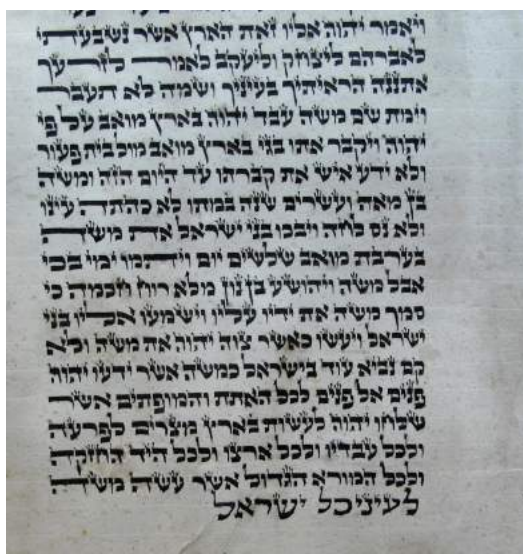 ויאמר יהוה אליו זאת הארץ אשר נשבעתי
לאברהם ליצחק וליעקב לאמר לזרעך
אתננה הראיתיך בעיניך ושמה לא תעבר
וימת שם משה עבד יהוה בארץ מואב על פי
יהוה ויקבר אתו בגי בארץ מואב מול בית פעור
ולא ידע איש את קברתו עד היום הזה ומשה
בן מאה ועשרים שנה במתו לא כהתה עינו
ולא נס לחה ויבכו בני ישראל את משה
בערבת מואב שלשים יום ויתמו ימי בכי
אבל משה ויהושע בן נון מלא רוח חכמה כי
סמך משה את ידיו עליו וישמעו אליו בני
ישראל ויעשו כאשר צוה יהוה את משה ולא
קם נביא עוד בישראל כמשה אשר ידעו יהוה
פנים אל פנים לכל האתת והמופתים אשר
שלחו יהוה לעשות בארץ מצרים לפרעה
ולכל עבדיו ולכל ארצו ולכל היד החזקה
ולכל המורא הגדול אשר עשה משה
לעיני כל ישראל